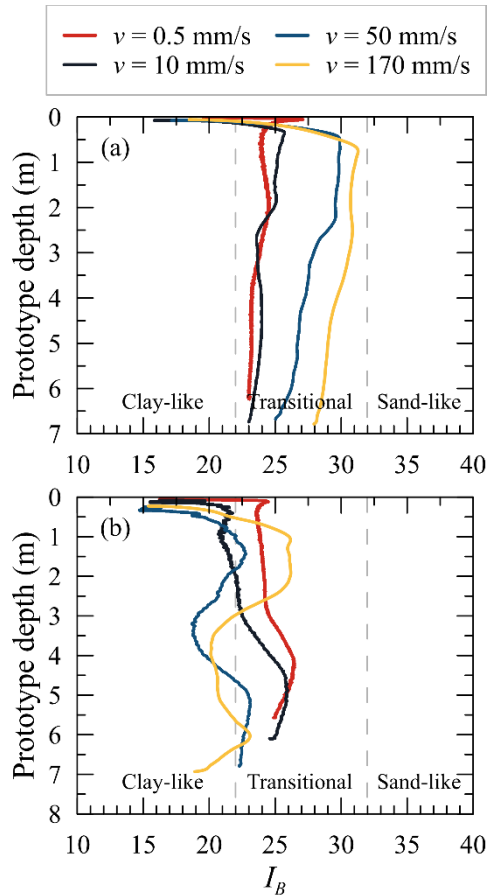 v = 0.5 mm/s
v = 50 mm/s
v = 10 mm/s
v = 170 mm/s
0
1
2
3
4
5
6
7
Prototype depth (m)
(a)
Clay-like
Transitional
Sand-like
10 15 20 25 30 35 40
0
1
2
3
4
5
6
7
8
Prototype depth (m)
(b)
Clay-like
Transitional
Sand-like
10 15 20 25 30 35 40
I_B